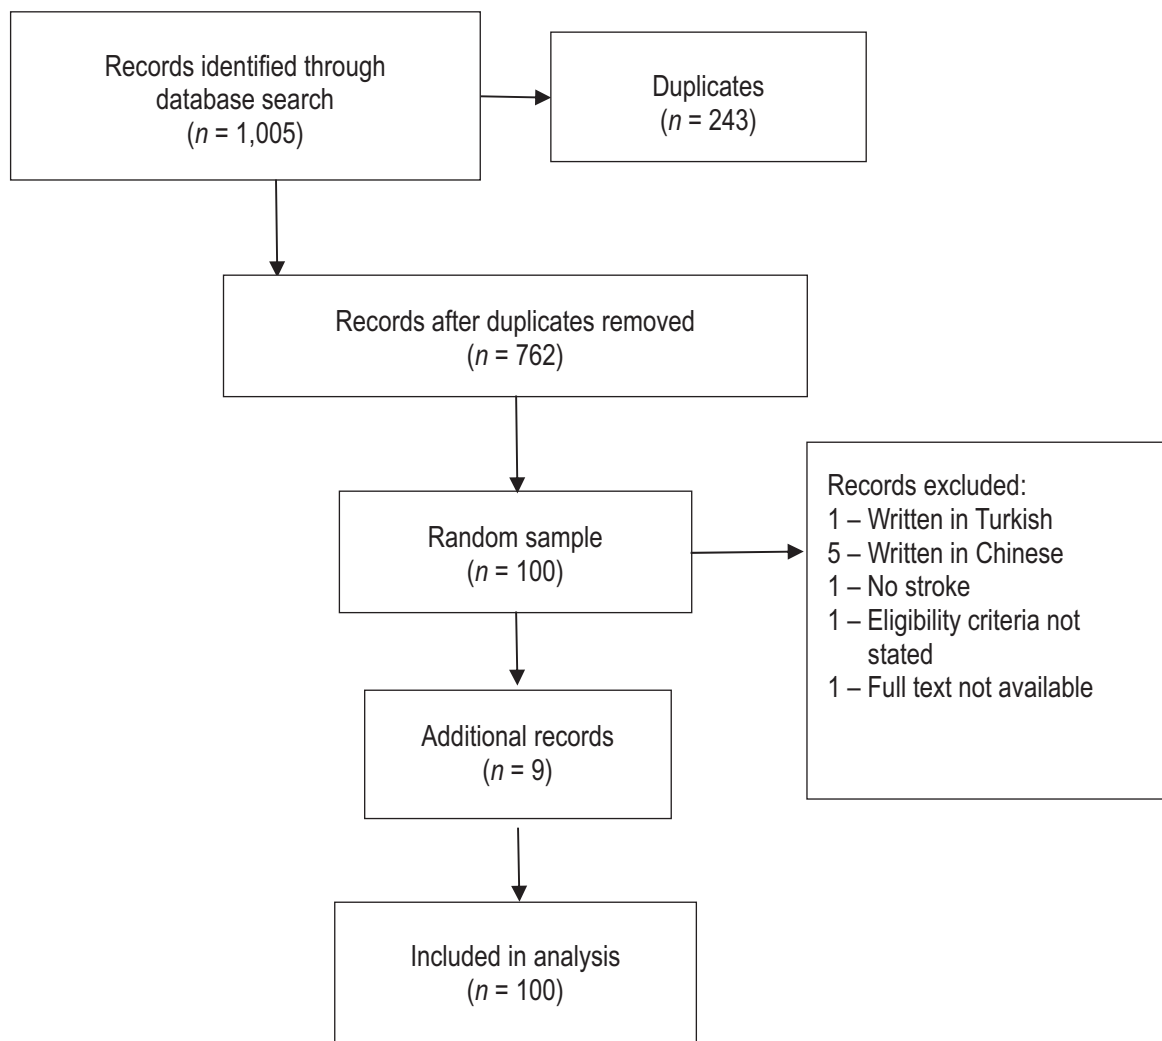 Records identified through
database search
(n = 1,005)
Duplicates
(n = 243)
Records after duplicates removed
(n = 762)
Random sample
(n = 100)
Records excluded:
1 – Written in Turkish
5 – Written in Chinese
1 – No stroke
1 – Eligibility criteria not
stated
1 – Full text not available
Additional records
(n = 9)
Included in analysis
(n = 100)